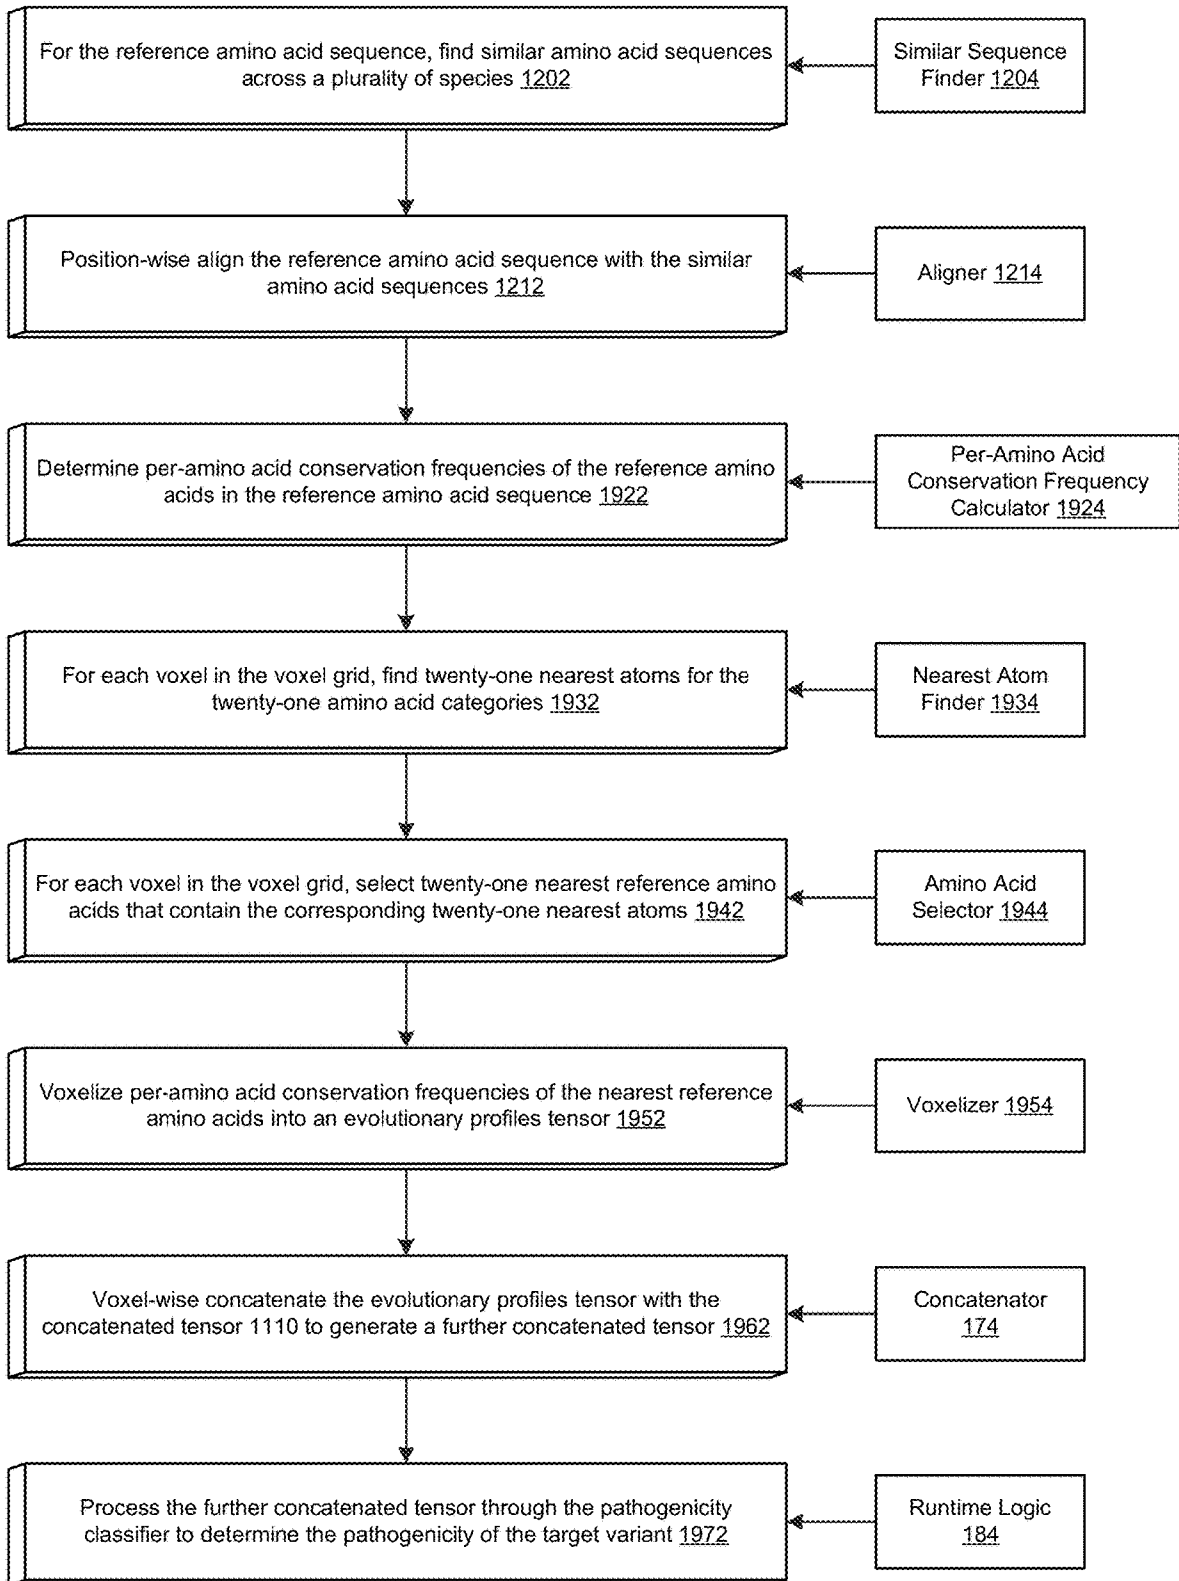 For the reference amino acid sequence, find similar amino acid sequences
across a plurality of species 1202
Similar Sequence
Finder 1204
Position-wise align the reference amino acid sequence with the similar
amino acid sequences 1212
Aligner 1214
Determine per-amino acid conservation frequencies of the reference amino
acids in the reference amino acid sequence 1922
Per-Amino Acid
Conservation Frequency
Calculator 1924
For each voxel in the voxel grid, find twenty-one nearest atoms for the
twenty-one amino acid categories 1932
Nearest Atom
Finder 1934
For each voxel in the voxel grid, select twenty-one nearest reference amino
acids that contain the corresponding twenty-one nearest atoms 1942
Amino Acid
Selector 1944
Voxelize per-amino acid conservation frequencies of the nearest reference
amino acids into an evolutionary profiles tensor 1952
Voxelizer 1954
Voxel-wise concatenate the evolutionary profiles tensor with the
concatenated tensor 1110 to generate a further concatenated tensor 1962
Concatenator
174
Process the further concatenated tensor through the pathogenicity
classifier to determine the pathogenicity of the target variant 1972
Runtime Logic
184